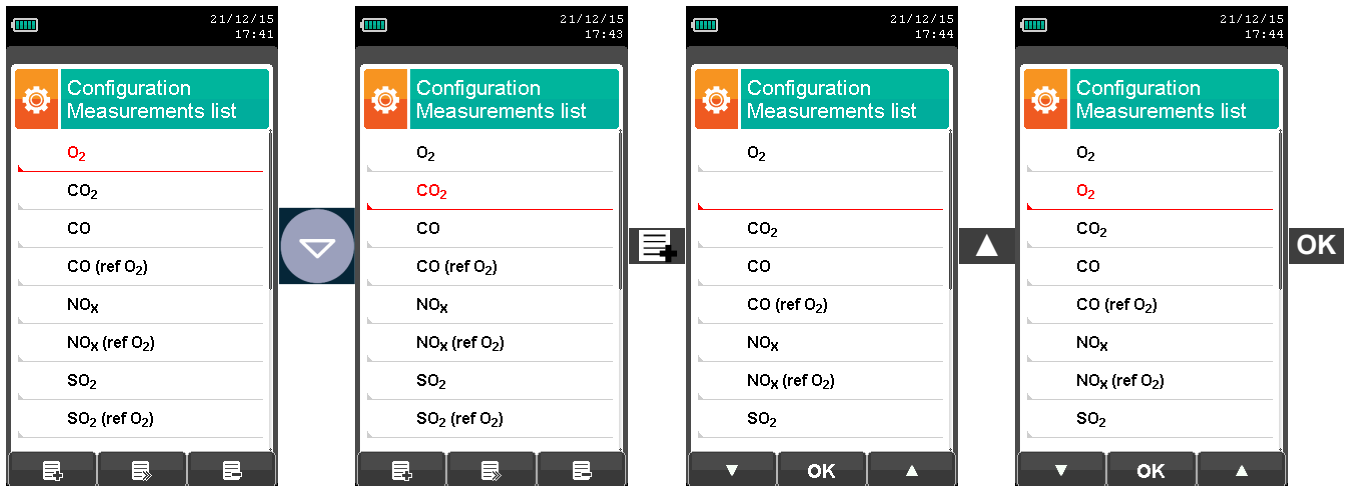 21/12/15
17:41
Configuration
Measurements list
O₂
CO₂
CO
CO (ref O₂)
NOx
NOx (ref O₂)
SO₂
SO₂ (ref O₂)
21/12/15
17:43
Configuration
Measurements list
O₂
CO₂
CO
CO (ref O₂)
NOx
NOx (ref O₂)
SO₂
SO₂ (ref O₂)
21/12/15
17:44
Configuration
Measurements list
O₂
CO₂
CO
CO (ref O₂)
NOx
NOx (ref O₂)
SO₂
▼ OK ▲
▲
21/12/15
17:44
Configuration
Measurements list
O₂
O₂
CO₂
CO
CO (ref O₂)
NOx
NOx (ref O₂)
SO₂
▼ OK ▲
OK